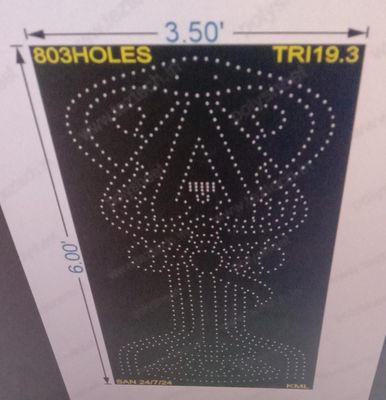 3.50'
803HOLES TRI19.3
6.00'
SAN 24/7/24 KML